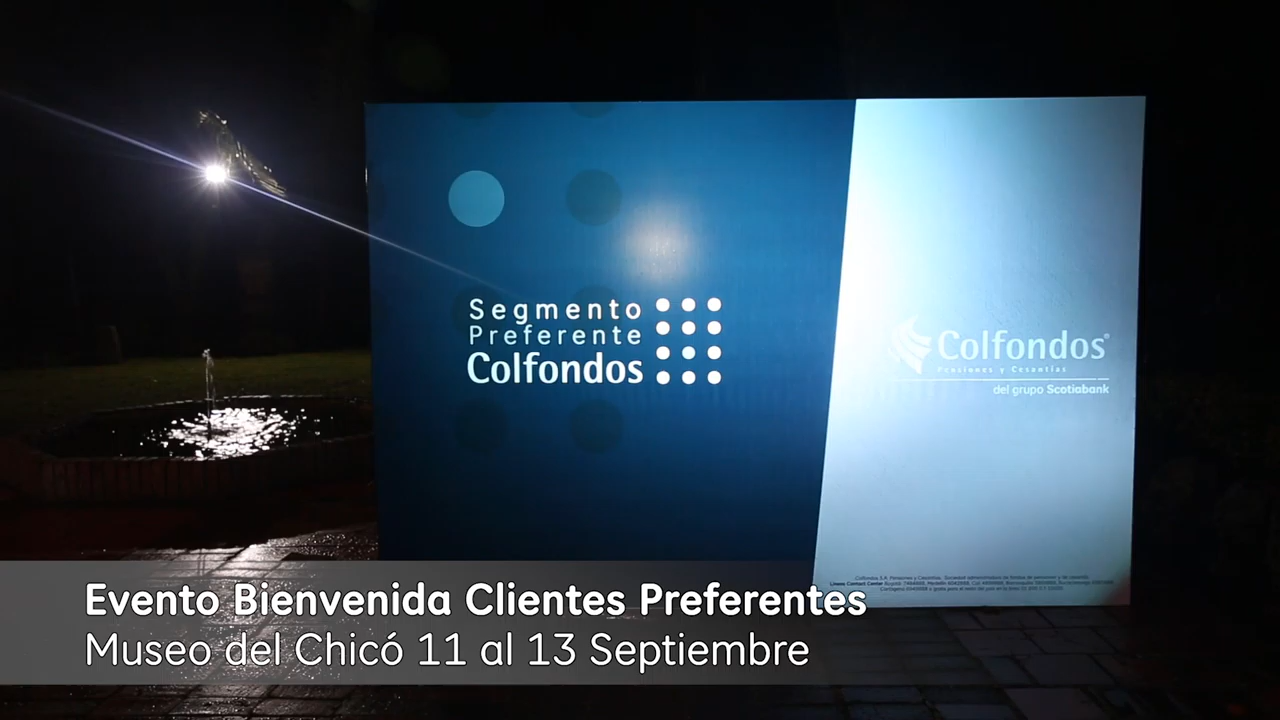 Segmento
Preferente
Colfondos
Colfondos®
Pensiones y Cesantías
del grupo Scotiabank
Evento Bienvenida Clientes Preferentes
Museo del Chicó 11 al 13 Septiembre